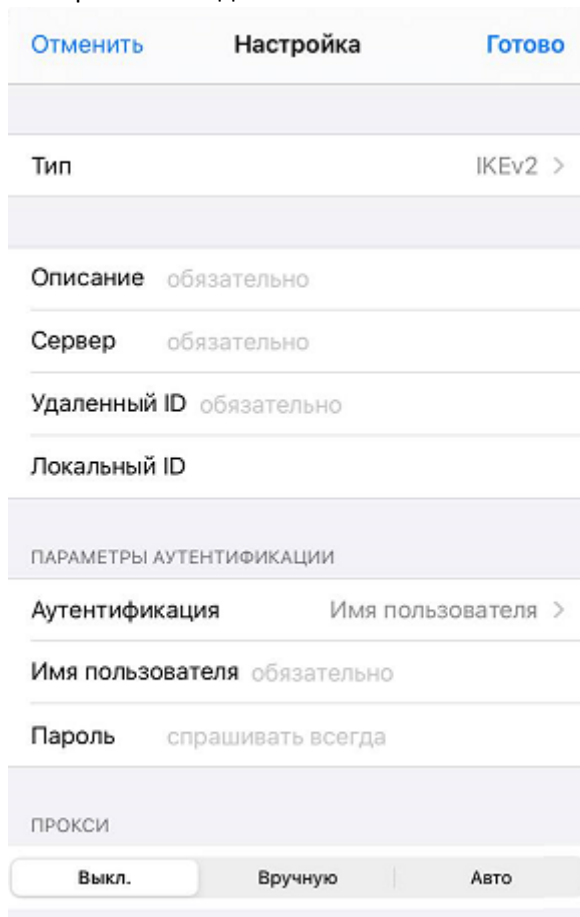 Отменить Настройка Готово
Тип IKEv2 >
Описание обязательно
Сервер обязательно
Удаленный ID обязательно
Локальный ID
ПАРАМЕТРЫ АУТЕНТИФИКАЦИИ
Аутентификация Имя пользователя >
Имя пользователя обязательно
Пароль спрашивать всегда
ПРОКСИ
Выкл. Вручную Авто